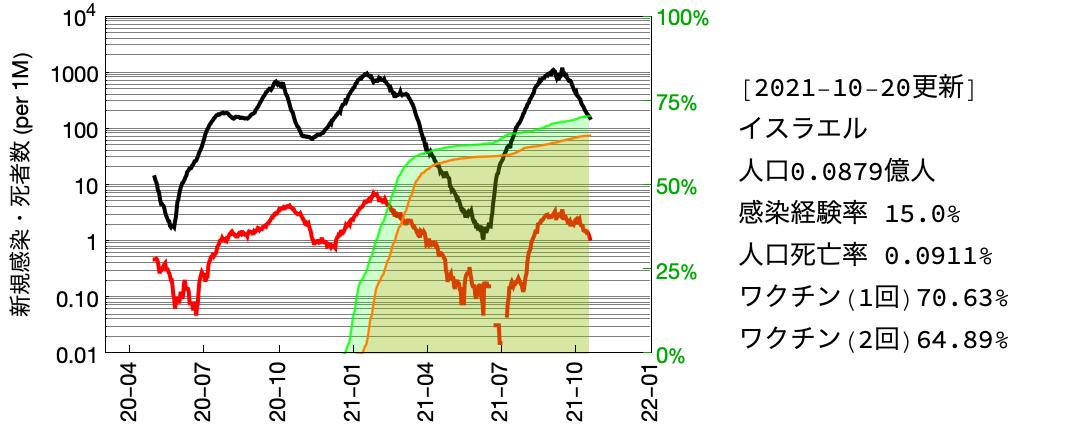 新規感染・死者数 (per 1M)
10^4
1000
100
10
1
0.10
0.01
100%
75%
50%
25%
0%
20-04
20-07
20-10
21-01
21-04
21-07
21-10
22-01
[2021-10-20更新]
イスラエル
人口0.0879億人
感染経験率 15.0%
人口死亡率 0.0911%
ワクチン(1回)70.63%
ワクチン(2回)64.89%